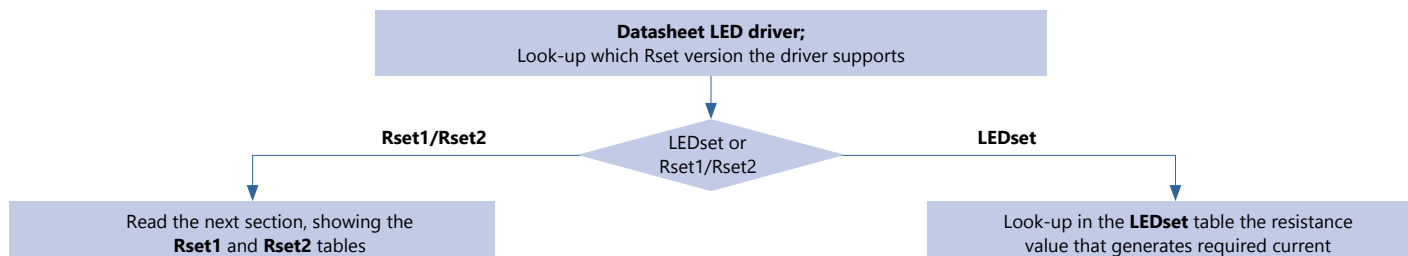 Datasheet LED driver;
Look-up which Rset version the driver supports
Rset1/Rset2
LEDset or
Rset1/Rset2
LEDset
Read the next section, showing the
Rset1 and Rset2 tables
Look-up in the LEDset table the resistance
value that generates required current